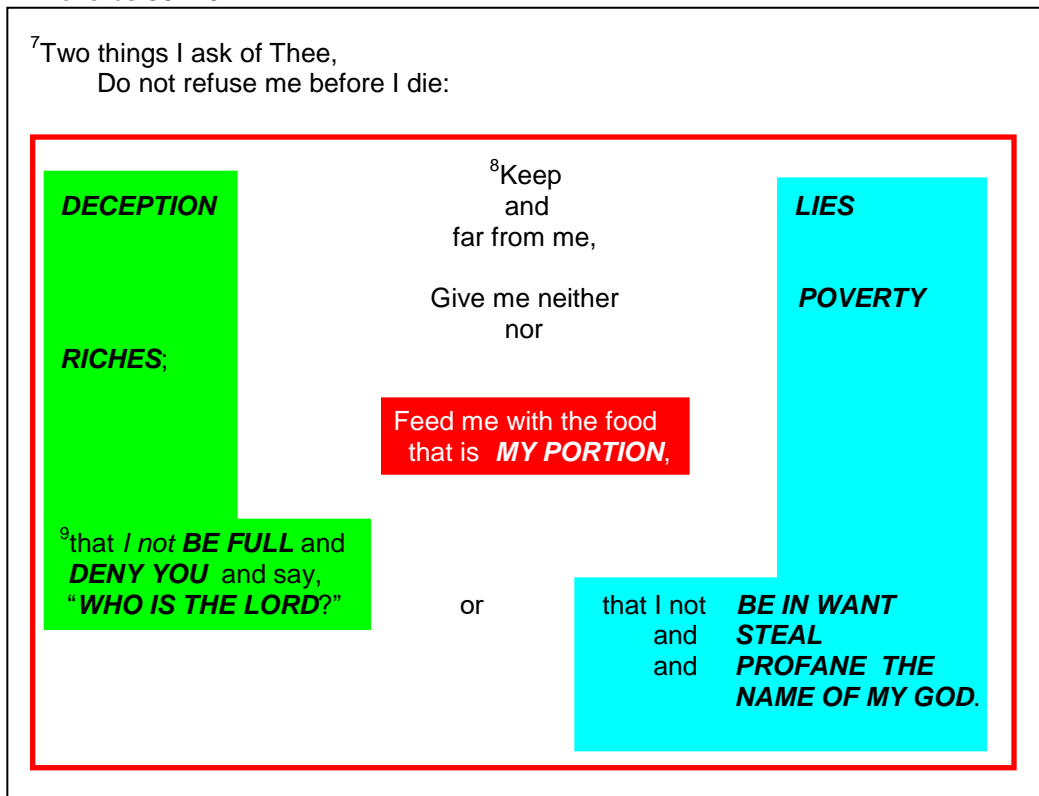 ⁷Two things I ask of Thee,
Do not refuse me before I die:
⁸Keep
DECEPTION and LIES
far from me,
Give me neither POVERTY
nor
RICHES;
Feed me with the food
that is MY PORTION,
⁹that I not BE FULL and
DENY YOU and say,
“WHO IS THE LORD?”
or
that I not BE IN WANT
and STEAL
and PROFANE THE
NAME OF MY GOD.